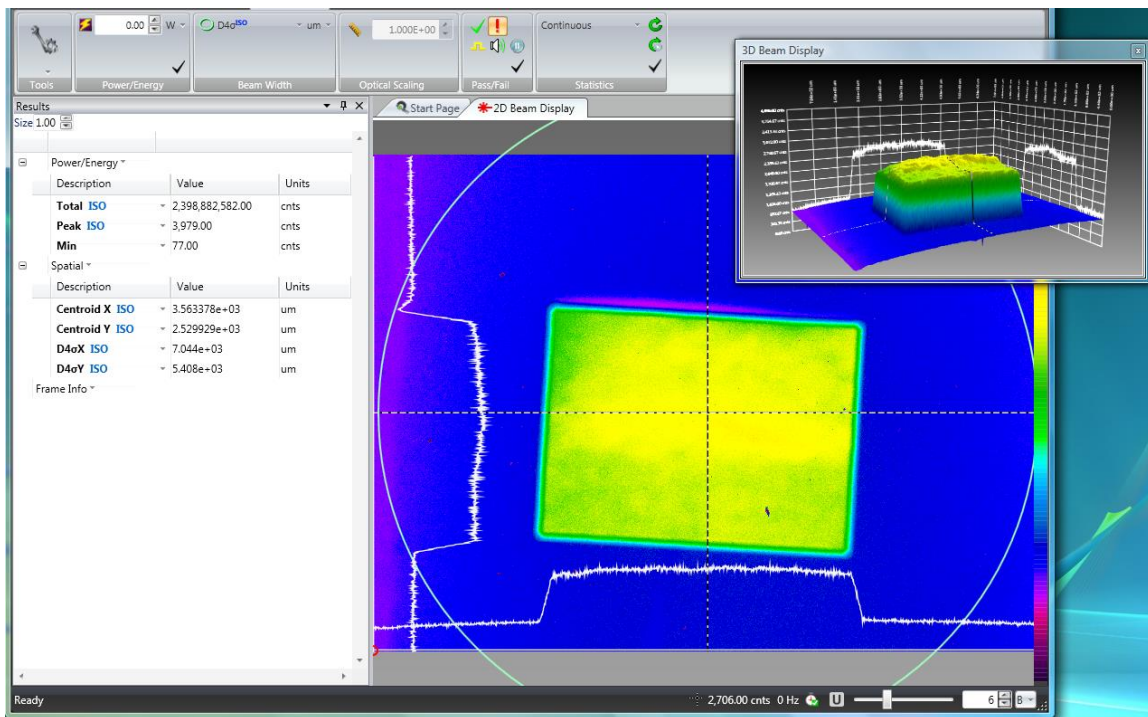 0.00 W
D4σISO um
1.000E+00
Continuous
Tools Power/Energy Beam Width Optical Scaling Pass/Fail Statistics
3D Beam Display
Results
Size 1.00
Start Page 2D Beam Display
Power/Energy
Description Value Units
Total ISO 2,398,882,582.00 cnts
Peak ISO 3,979.00 cnts
Min 77.00 cnts
Spatial
Description Value Units
Centroid X ISO 3.563378e+03 um
Centroid Y ISO 2.529929e+03 um
D4σX ISO 7.044e+03 um
D4σY ISO 5.408e+03 um
Frame Info
Ready
2,706.00 cnts 0 Hz U 6 B